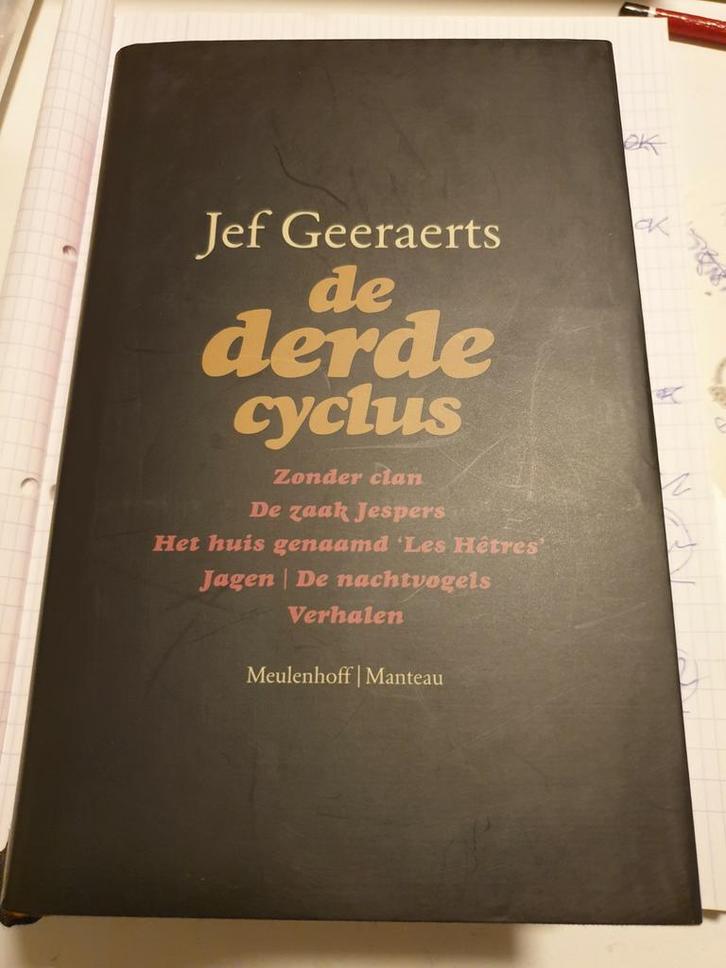 Jef Geeraerts
de
derde
cyclus
Zonder clan
De zaak Jespers
Het huis genaamd ‘Les Hêtres’
Jagen | De nachtvogels
Verhalen
Meulenhoff | Manteau
OK